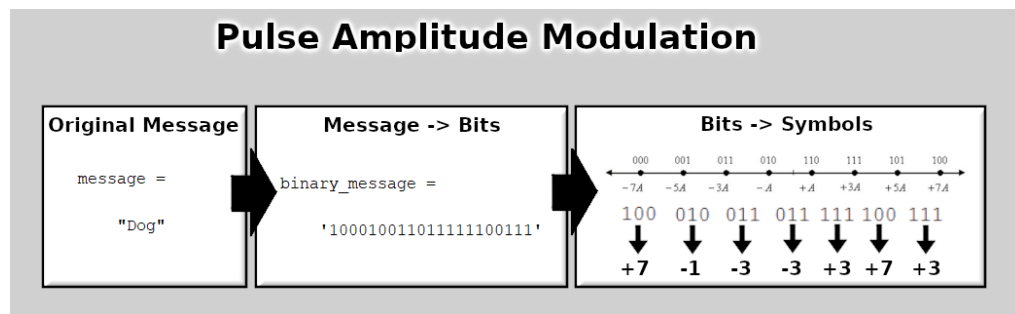 Pulse Amplitude Modulation
Original Message
message =
"Dog"
Message -> Bits
binary_message =
'100010011011111100111'
Bits -> Symbols
000 001 011 010 110 111 101 100
−7A −5A −3A −A +A +3A +5A +7A
100 010 011 011 111 100 111
+7 -1 -3 -3 +3 +7 +3